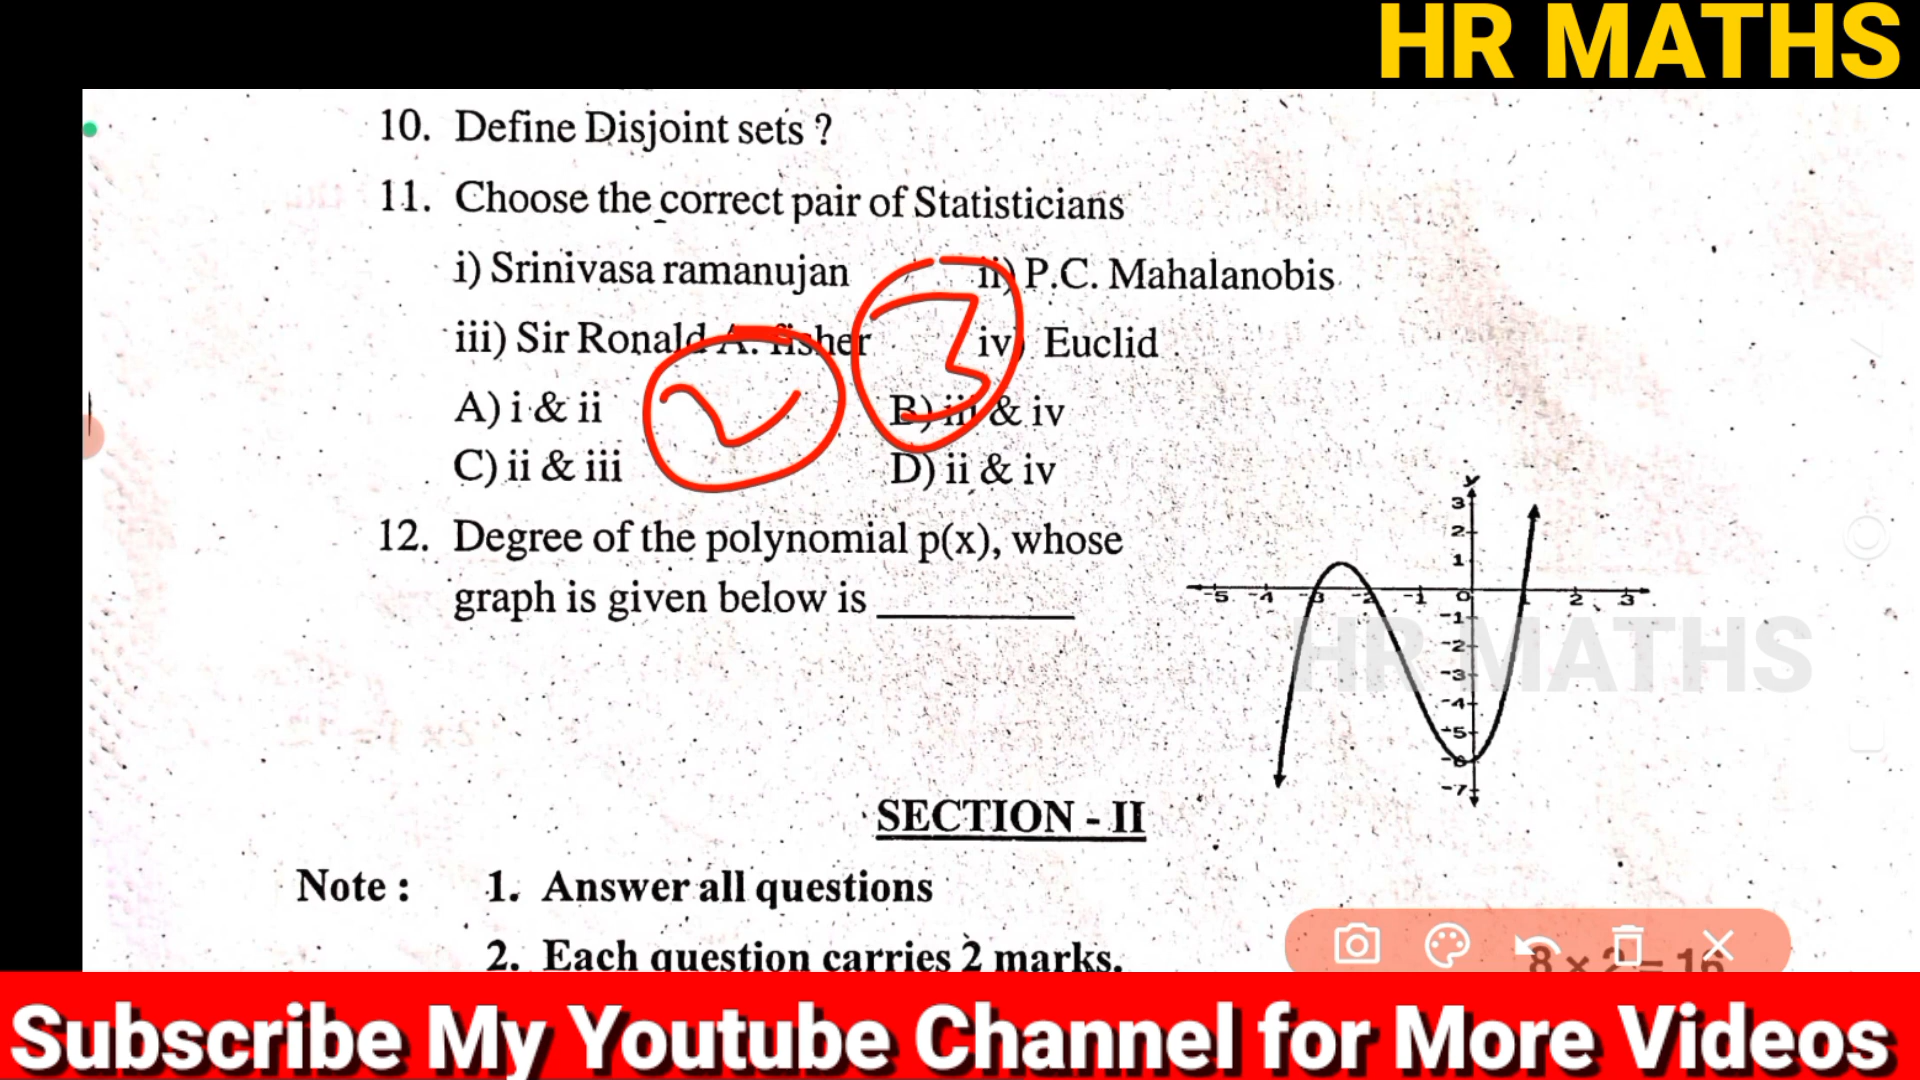 HR MATHS
10. Define Disjoint sets ?
11. Choose the correct pair of Statisticians
i) Srinivasa ramanujan ii) P.C. Mahalanobis
iii) Sir Ronald A. fisher iv) Euclid
A) i & ii B) iii & iv
C) ii & iii D) ii & iv
12. Degree of the polynomial p(x), whose
graph is given below is
3
y
3
2
1
-5 -4 -3 -2 -1 0 1 2 3
-1
-2
-3
-4
-5
-6
-7
HR MATHS
SECTION - II
Note : 1. Answer all questions
2. Each question carries 2 marks.
8 × 2 = 16
Subscribe My Youtube Channel for More Videos